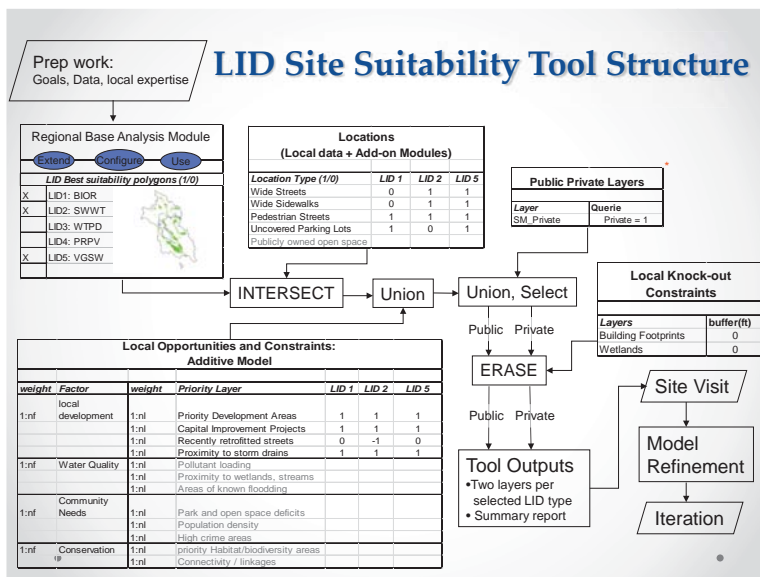 LID Site Suitability Tool Structure
Prep work:
Goals, Data, local expertise
Regional Base Analysis Module
Extend Configure Use
LID Best suitability polygons (1/0)
X LID1: BIOR
X LID2: SWWT
LID3: WTPD
LID4: PRPV
X LID5: VGSW
Locations
(Local data + Add-on Modules)
Location Type (1/0) LID 1 LID 2 LID 5
Wide Streets 0 1 1
Wide Sidewalks 0 1 1
Pedestrian Streets 1 1 1
Uncovered Parking Lots 1 0 1
Publicly owned open space
*
Public Private Layers
Layer Querie
SM_Private Private = 1
INTERSECT
Union
Union, Select
Local Knock-out
Constraints
Layers buffer(ft)
Building Footprints 0
Wetlands 0
Public Private
ERASE
Public Private
Local Opportunities and Constraints:
Additive Model
weight Factor weight Priority Layer LID 1 LID 2 LID 5
local
1:nf development 1:nl Priority Development Areas 1 1 1
1:nl Capital Improvement Projects 1 1 1
1:nl Recently retrofitted streets 0 -1 0
1:nl Proximity to storm drains 1 1 1
1:nf Water Quality 1:nl Pollutant loading
1:nl Proximity to wetlands, streams
1:nl Areas of known floodding
Community
1:nf Needs 1:nl Park and open space deficits
1:nl Population density
1:nl High crime areas
1:nf Conservation 1:nl priority Habitat/biodiversity areas
1:nl Connectivity / linkages
Tool Outputs
•Two layers per
selected LID type
• Summary report
Site Visit
Model
Refinement
Iteration